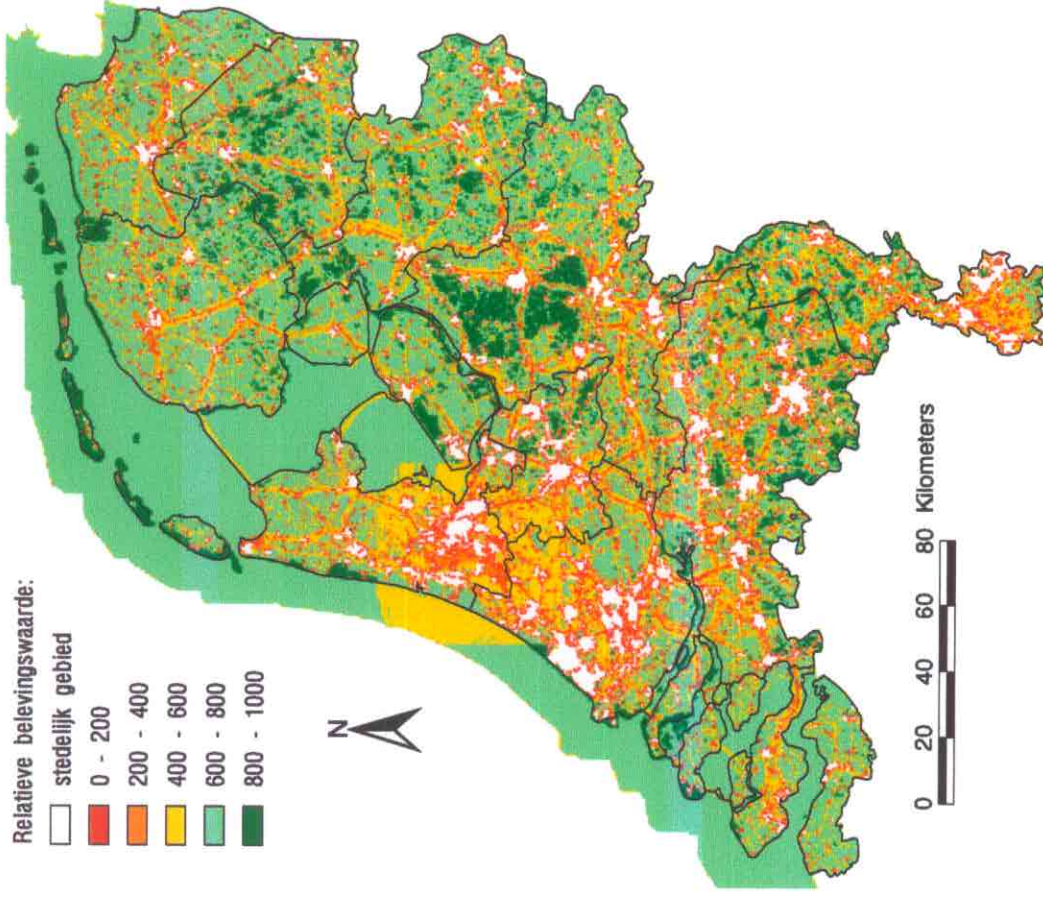 Relatieve belevingswaarde:
stedelijk gebied
0 - 200
200 - 400
400 - 600
600 - 800
800 - 1000
N
0 20 40 60 80 Kilometers